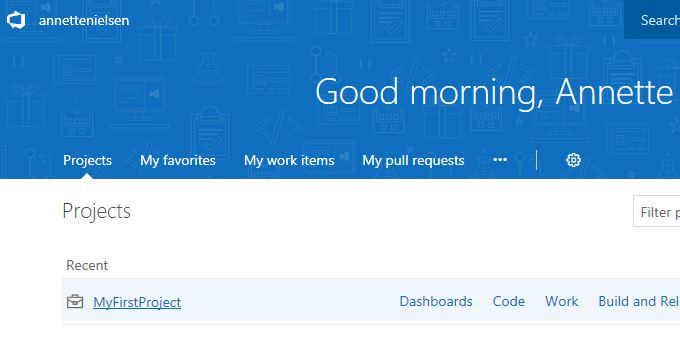 annettenielsen Search
Good morning, Annette
Projects My favorites My work items My pull requests
Projects
Filter p
Recent
MyFirstProject Dashboards Code Work Build and Rel